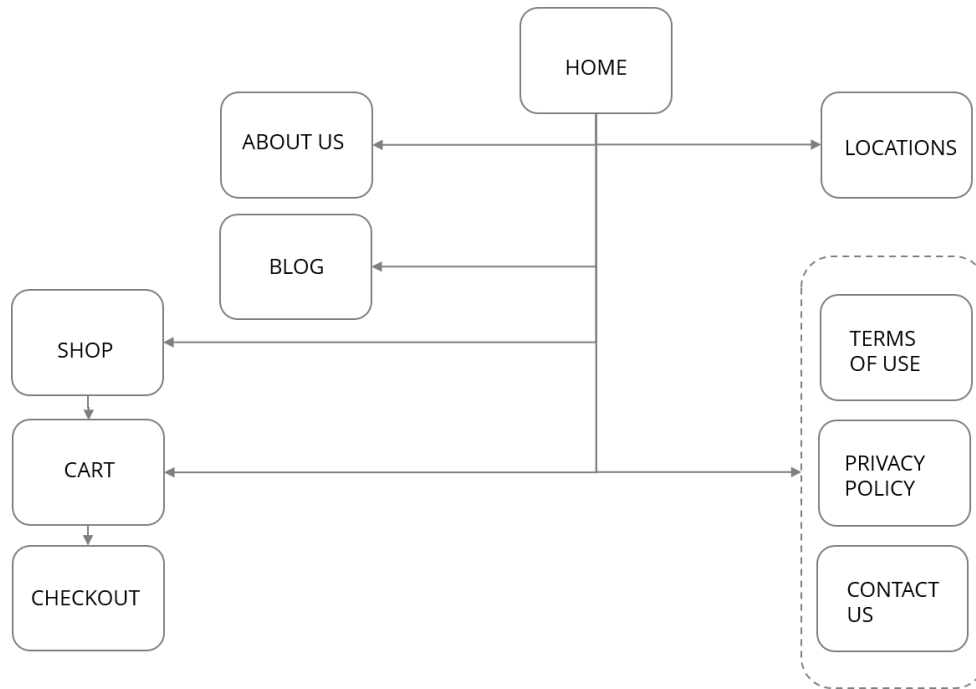 HOME
ABOUT US
LOCATIONS
BLOG
SHOP
TERMS
OF USE
CART
PRIVACY
POLICY
CHECKOUT
CONTACT
US